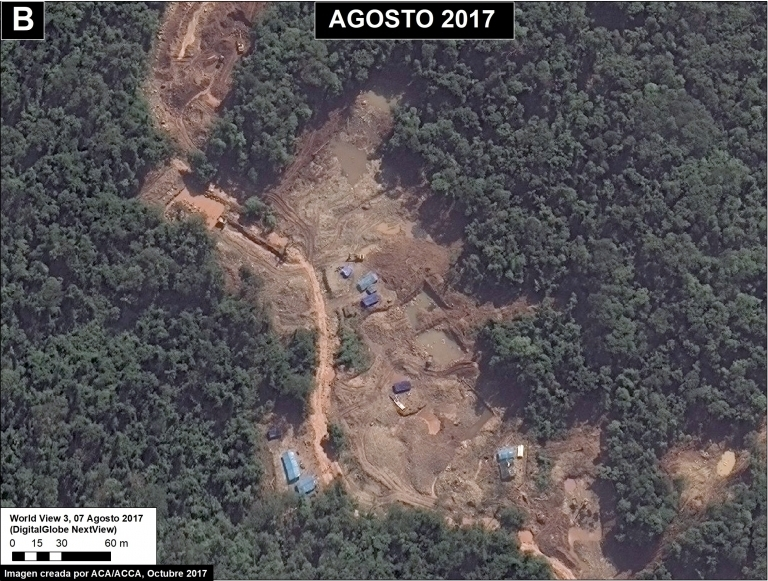 B
AGOSTO 2017
World View 3, 07 Agosto 2017
(DigitalGlobe NextView)
0 15 30 60 m
Imagen creada por ACA/ACCA, Octubre 2017